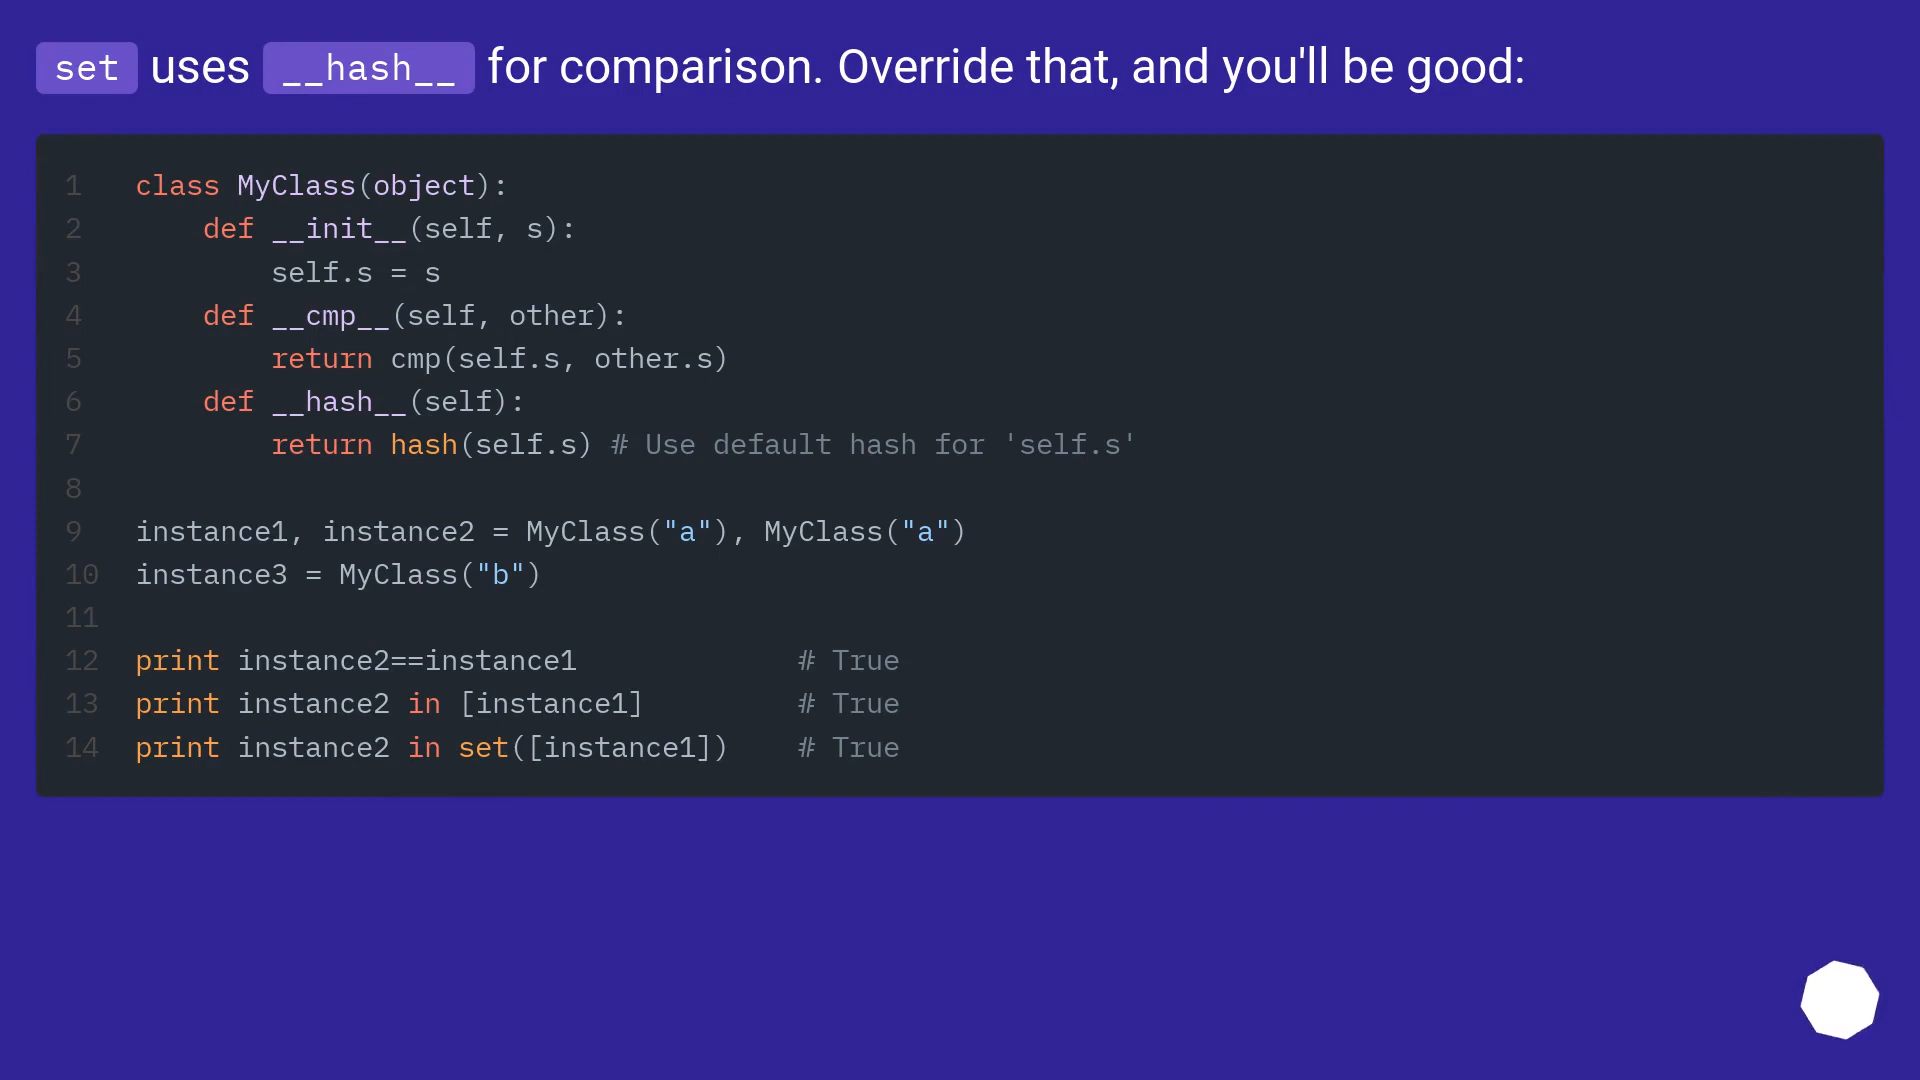 set uses __hash__ for comparison. Override that, and you'll be good:
1 class MyClass(object):
2     def __init__(self, s):
3         self.s = s
4     def __cmp__(self, other):
5         return cmp(self.s, other.s)
6     def __hash__(self):
7         return hash(self.s) # Use default hash for 'self.s'
8
9 instance1, instance2 = MyClass("a"), MyClass("a")
10 instance3 = MyClass("b")
11
12 print instance2==instance1             # True
13 print instance2 in [instance1]         # True
14 print instance2 in set([instance1])    # True